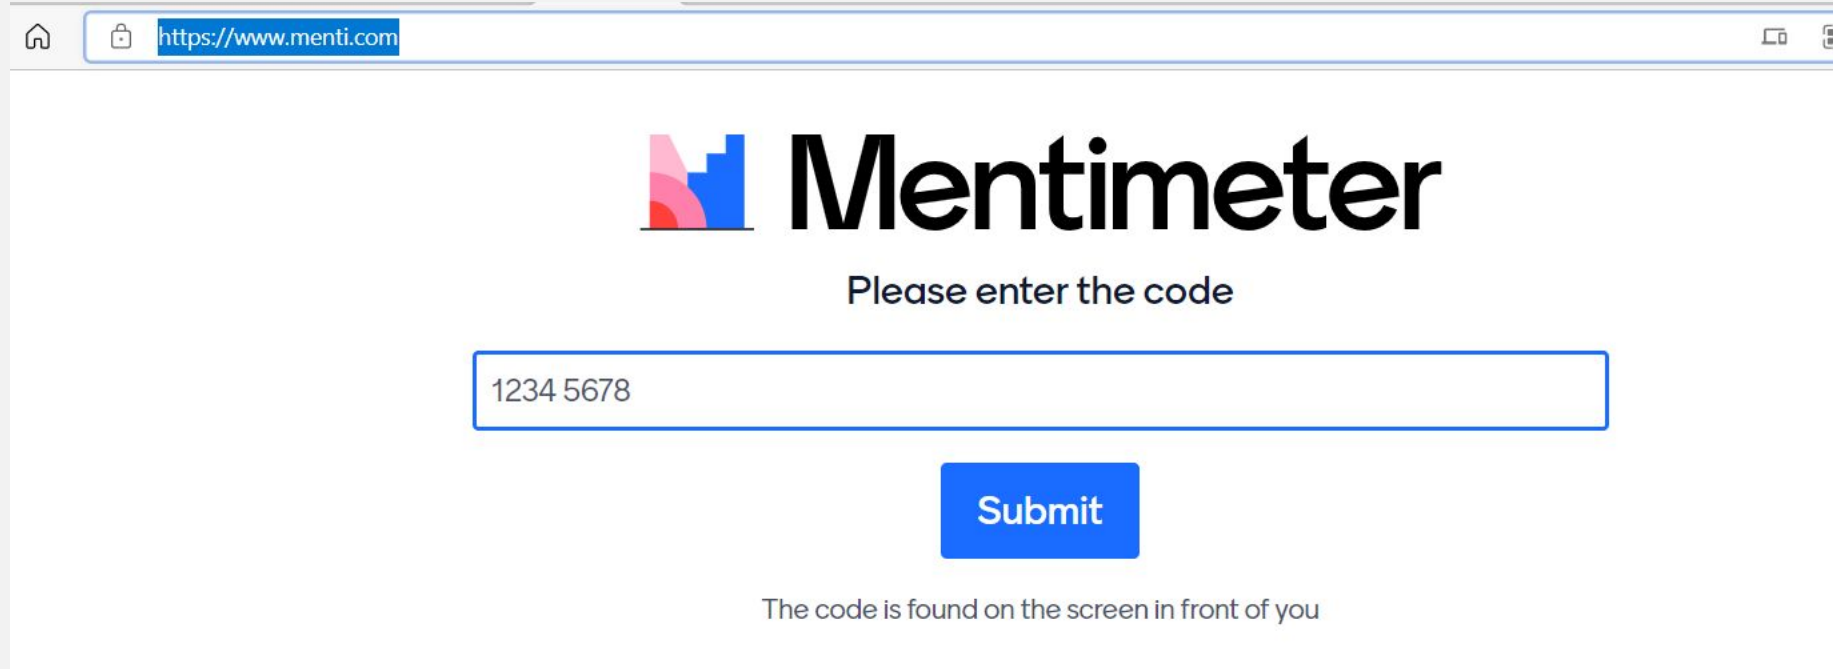 https://www.menti.com
Mentimeter
Please enter the code
1234 5678
Submit
The code is found on the screen in front of you